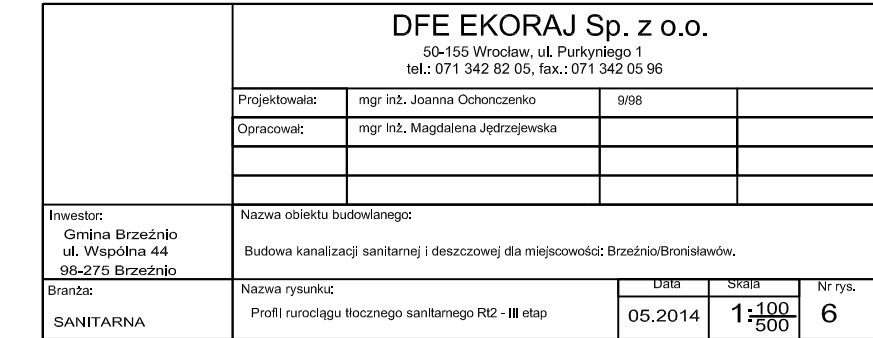 DFE EKORAJ Sp. z o.o.
50-155 Wrocław, ul. Purkyniego 1
tel.: 071 342 82 05, fax.: 071 342 05 96
Projektowała: mgr inż. Joanna Ochonczenko 9/98
Opracował: mgr inż. Magdalena Jędrzejewska
Inwestor:
Gmina Brzeźnio
ul. Wspólna 44
98-275 Brzeźnio
Nazwa obiektu budowlanego:
Budowa kanalizacji sanitarnej i deszczowej dla miejscowości: Brzeźnio/Bronisławów.
Branża:
SANITARNA
Nazwa rysunku:
Profil rurociągu tłocznego sanitarnego Rt2 - III etap
Data
05.2014
Skala
1:100
500
Nr rys.
6